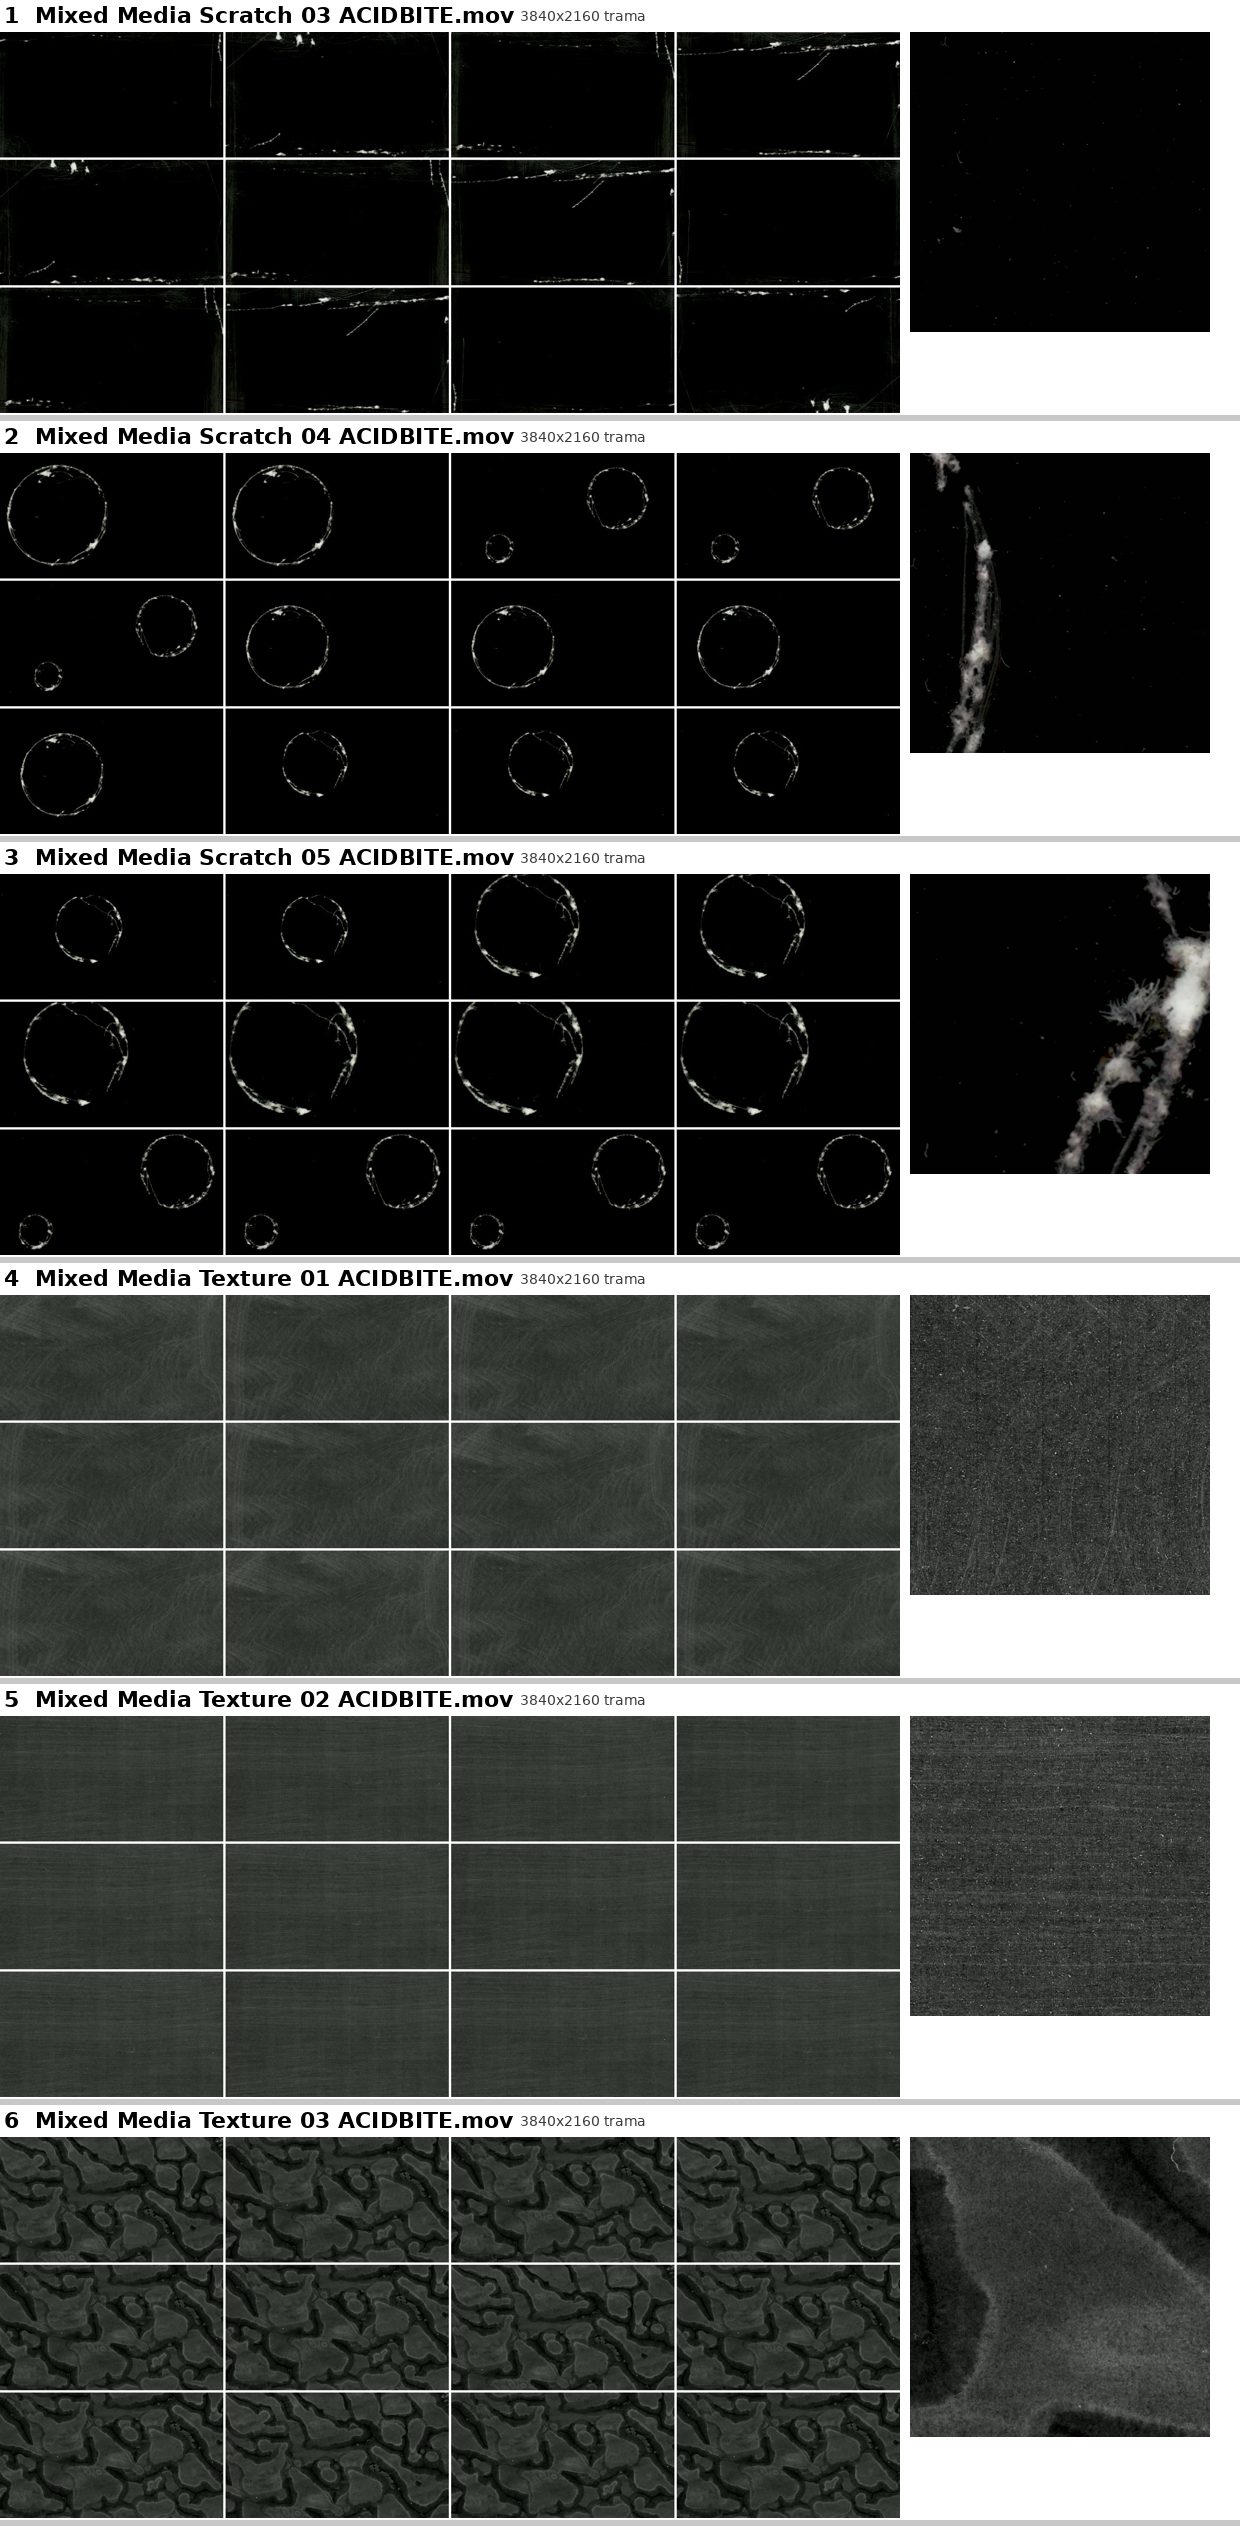 1 Mixed Media Scratch 03 ACIDBITE.mov 3840x2160 trama
2 Mixed Media Scratch 04 ACIDBITE.mov 3840x2160 trama
3 Mixed Media Scratch 05 ACIDBITE.mov 3840x2160 trama
4 Mixed Media Texture 01 ACIDBITE.mov 3840x2160 trama
5 Mixed Media Texture 02 ACIDBITE.mov 3840x2160 trama
6 Mixed Media Texture 03 ACIDBITE.mov 3840x2160 trama